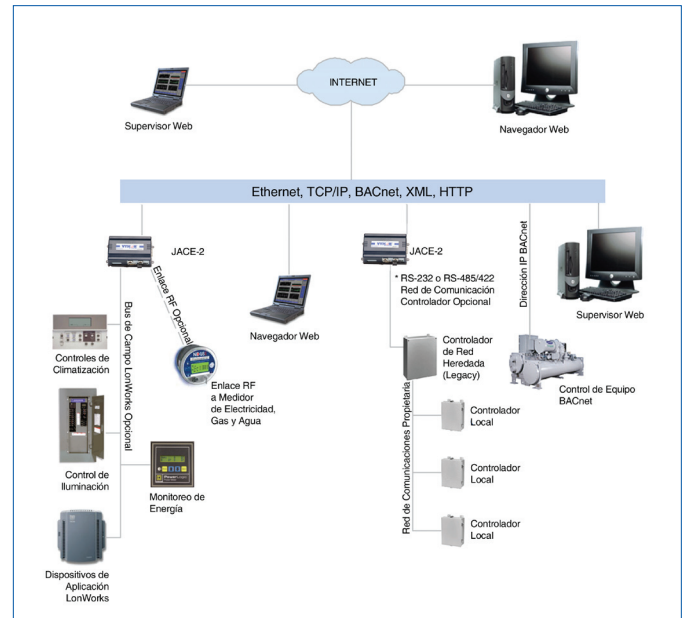 INTERNET
Supervisor Web
Navegador Web
Ethernet, TCP/IP, BACnet, XML, HTTP
JACE-2
Enlace RF Opcional
Bus de Campo LonWorks Opcional
Controles de
Climatización
Enlace RF
a Medidor
de Electricidad,
Gas y Agua
Control de
Iluminación
Monitoreo de
Energía
Dispositivos de
Aplicación
LonWorks
Navegador Web
JACE-2
* RS-232 o RS-485/422
Red de Comunicación
Controlador Opcional
Controlador
de Red
Heredada
(Legacy)
Red de Comunicaciones Propietaria
Controlador
Local
Controlador
Local
Controlador
Local
Dirección IP BACnet
Supervisor Web
Control de Equipo
BACnet